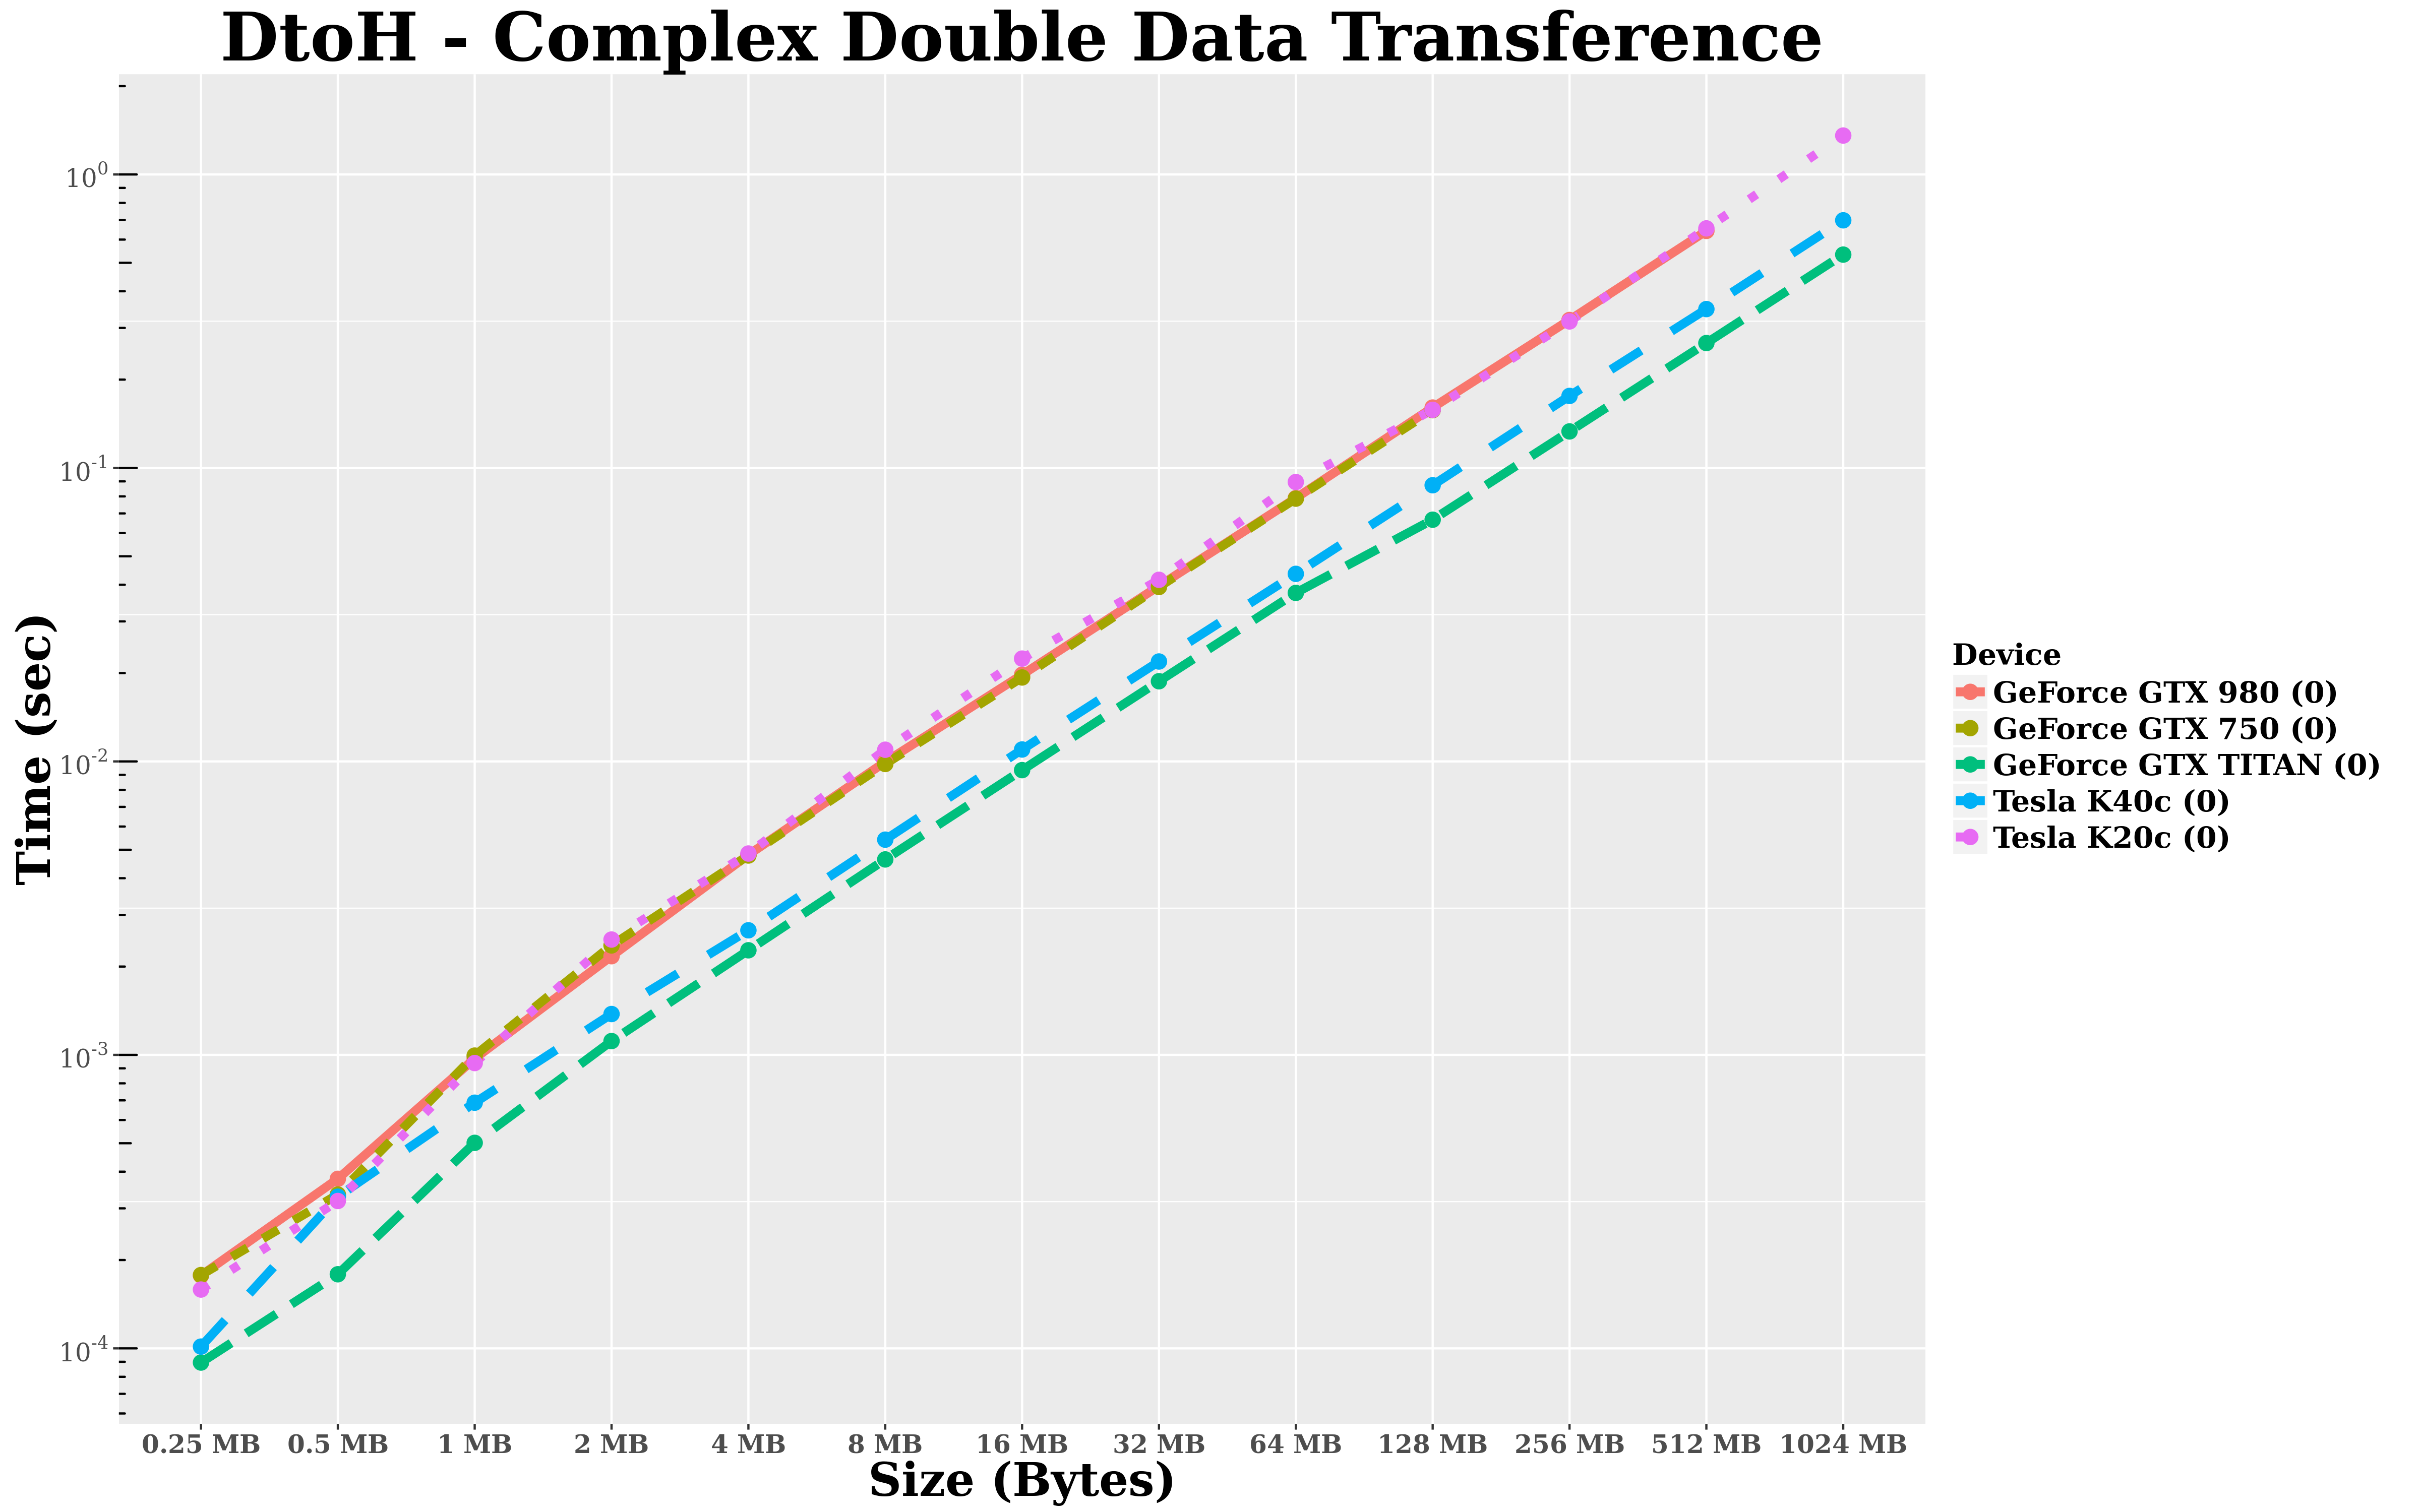 DtoH - Complex Double Data Transference
Time (sec)
10^0
10^-1
10^-2
10^-3
10^-4
0.25 MB 0.5 MB 1 MB 2 MB 4 MB 8 MB 16 MB 32 MB 64 MB 128 MB 256 MB 512 MB 1024 MB
Size (Bytes)
Device
GeForce GTX 980 (0)
GeForce GTX 750 (0)
GeForce GTX TITAN (0)
Tesla K40c (0)
Tesla K20c (0)